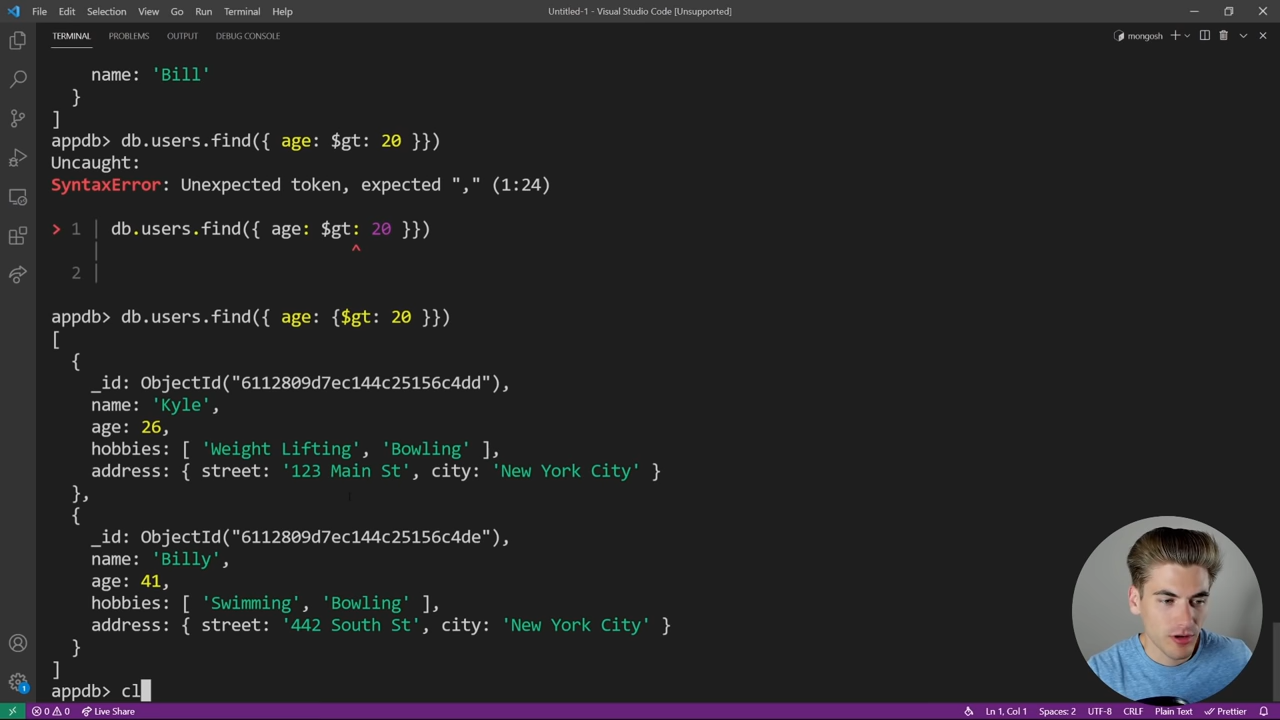 File Edit Selection View Go Run Terminal Help
Untitled-1 - Visual Studio Code [Unsupported]
TERMINAL PROBLEMS OUTPUT DEBUG CONSOLE
mongosh
name: 'Bill'
}
]
appdb> db.users.find({ age: $gt: 20 }})
Uncaught:
SyntaxError: Unexpected token, expected "," (1:24)
> 1 | db.users.find({ age: $gt: 20 }})
| ^
2 |
appdb> db.users.find({ age: {$gt: 20 }})
[
{
_id: ObjectId("6112809d7ec144c25156c4dd"),
name: 'Kyle',
age: 26,
hobbies: [ 'Weight Lifting', 'Bowling' ],
address: { street: '123 Main St', city: 'New York City' }
},
{
_id: ObjectId("6112809d7ec144c25156c4de"),
name: 'Billy',
age: 41,
hobbies: [ 'Swimming', 'Bowling' ],
address: { street: '442 South St', city: 'New York City' }
}
]
appdb> cl
1
0 0 Live Share
Ln 1, Col 1 Spaces: 2 UTF-8 CRLF Plain Text Prettier